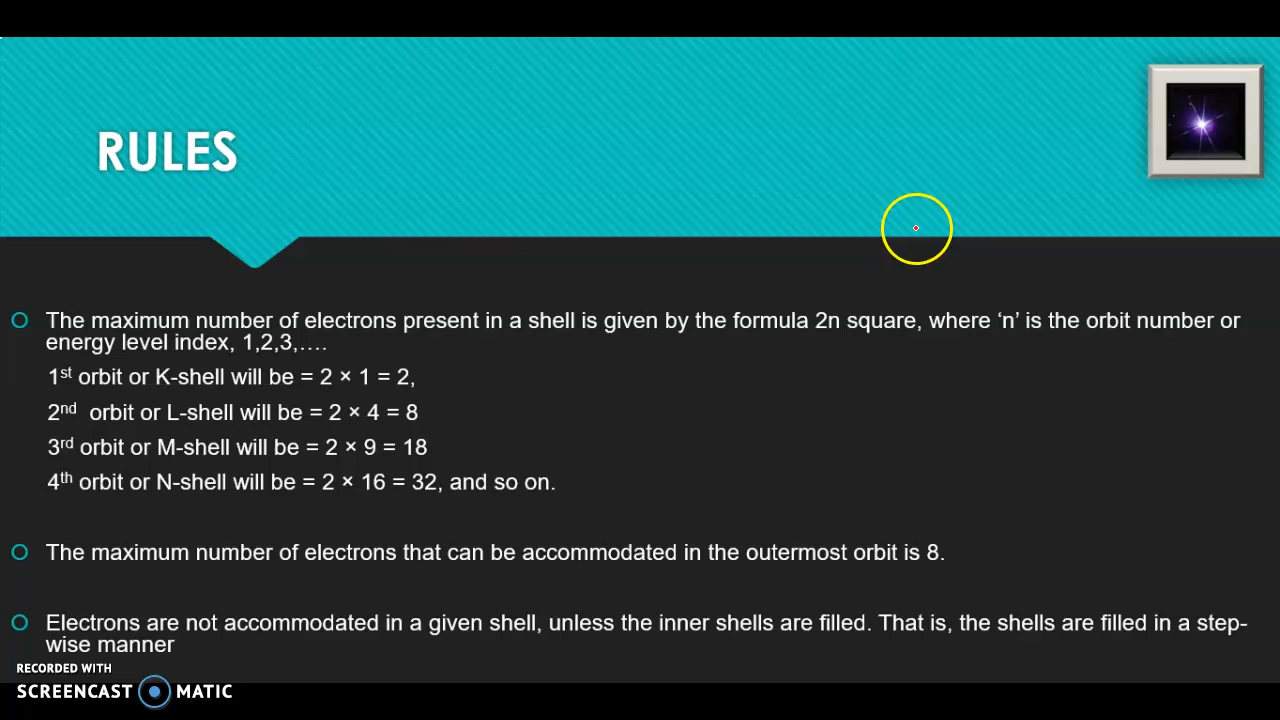 RULES
The maximum number of electrons present in a shell is given by the formula 2n square, where ‘n’ is the orbit number or
energy level index, 1,2,3,….
1st orbit or K-shell will be = 2 × 1 = 2,
2nd orbit or L-shell will be = 2 × 4 = 8
3rd orbit or M-shell will be = 2 × 9 = 18
4th orbit or N-shell will be = 2 × 16 = 32, and so on.
The maximum number of electrons that can be accommodated in the outermost orbit is 8.
Electrons are not accommodated in a given shell, unless the inner shells are filled. That is, the shells are filled in a step-
wise manner
RECORDED WITH
SCREENCAST MATIC